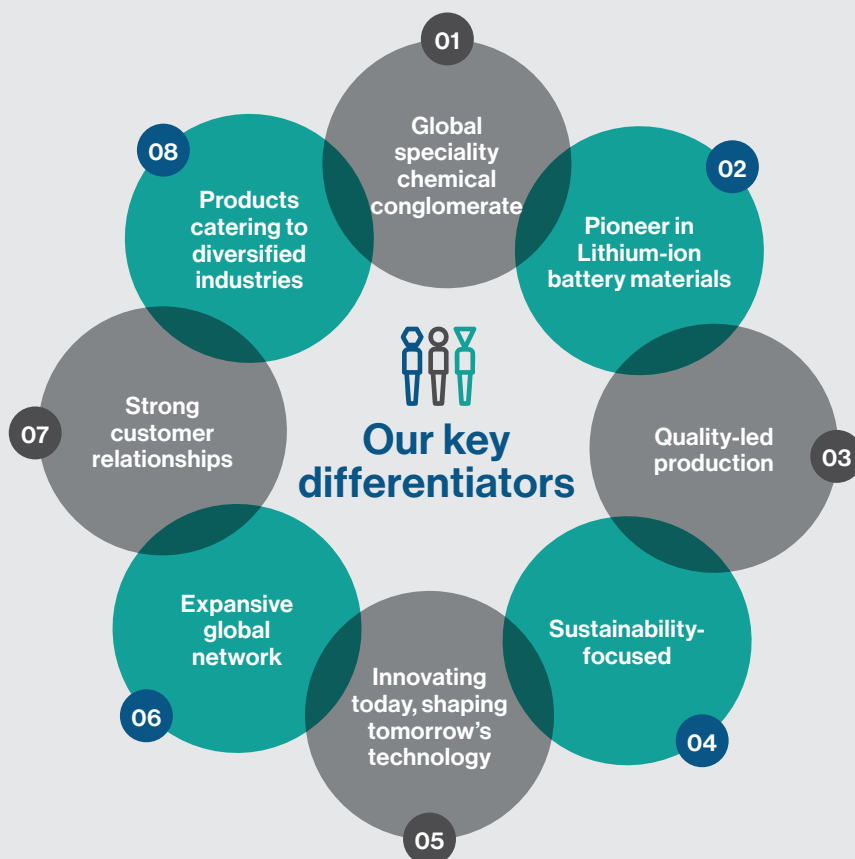 Our key
differentiators
01
Global
speciality
chemical
conglomerate
02
Pioneer in
Lithium-ion
battery materials
03
Quality-led
production
04
Sustainability-
focused
05
Innovating
today, shaping
tomorrow's
technology
06
Expansive
global
network
07
Strong
customer
relationships
08
Products
catering to
diversified
industries